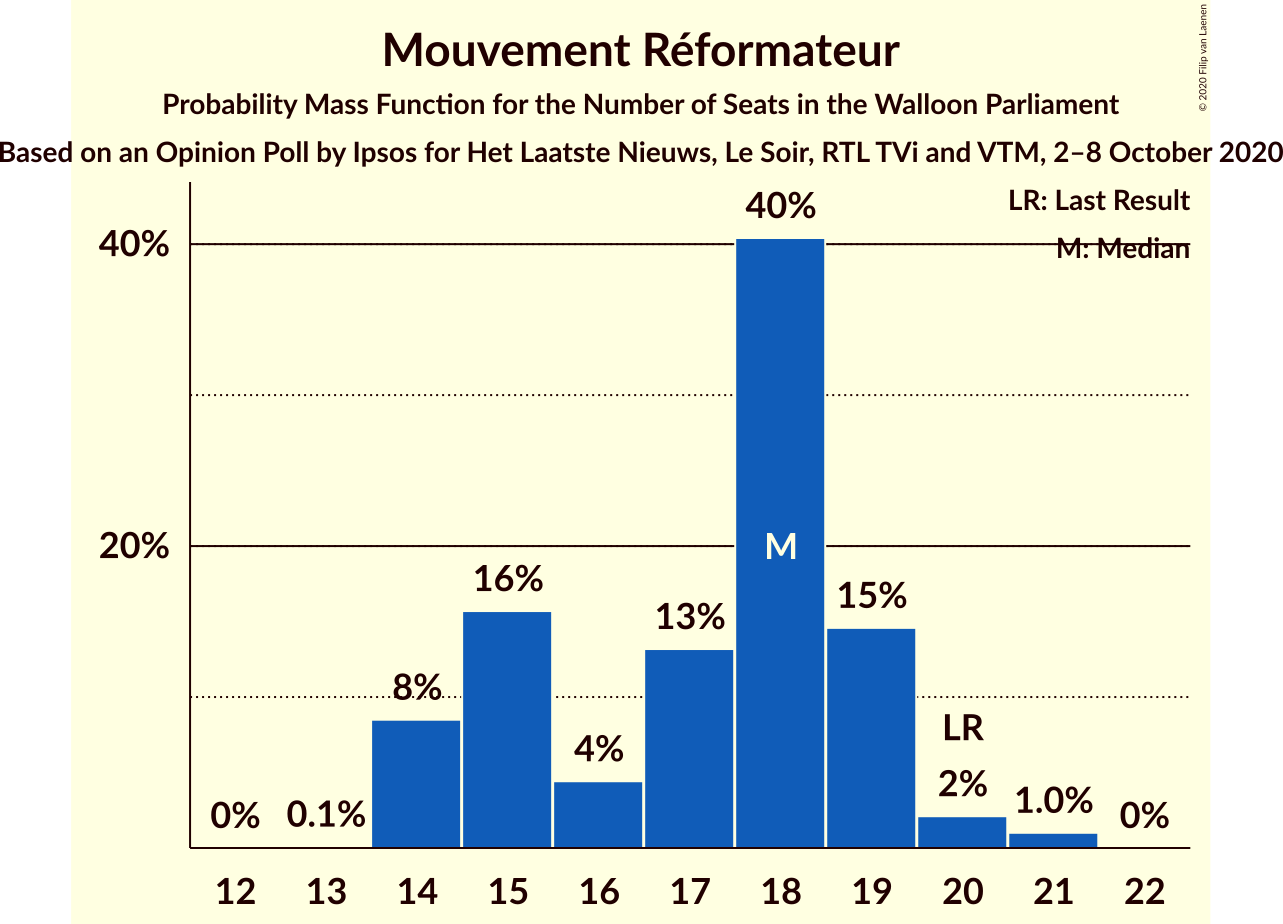 Mouvement Réformateur
Probability Mass Function for the Number of Seats in the Walloon Parliament
Based on an Opinion Poll by Ipsos for Het Laatste Nieuws, Le Soir, RTL TVi and VTM, 2–8 October 2020
© 2020 Filip van Laenen
LR: Last Result
M: Median
40%
20%
0%
0.1%
8%
16%
4%
13%
40%
M
15%
LR
2%
1.0%
0%
12 13 14 15 16 17 18 19 20 21 22